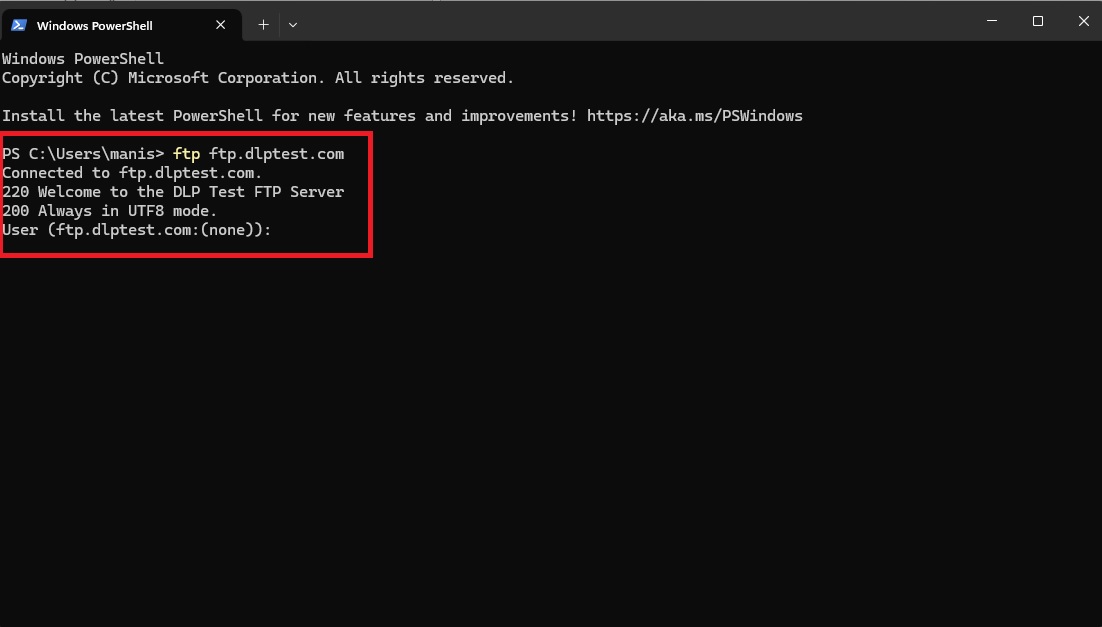 Windows PowerShell
Windows PowerShell
Copyright (C) Microsoft Corporation. All rights reserved.
Install the latest PowerShell for new features and improvements! https://aka.ms/PSWindows
PS C:\Users\manis> ftp ftp.dlptest.com
Connected to ftp.dlptest.com.
220 Welcome to the DLP Test FTP Server
200 Always in UTF8 mode.
User (ftp.dlptest.com:(none)):